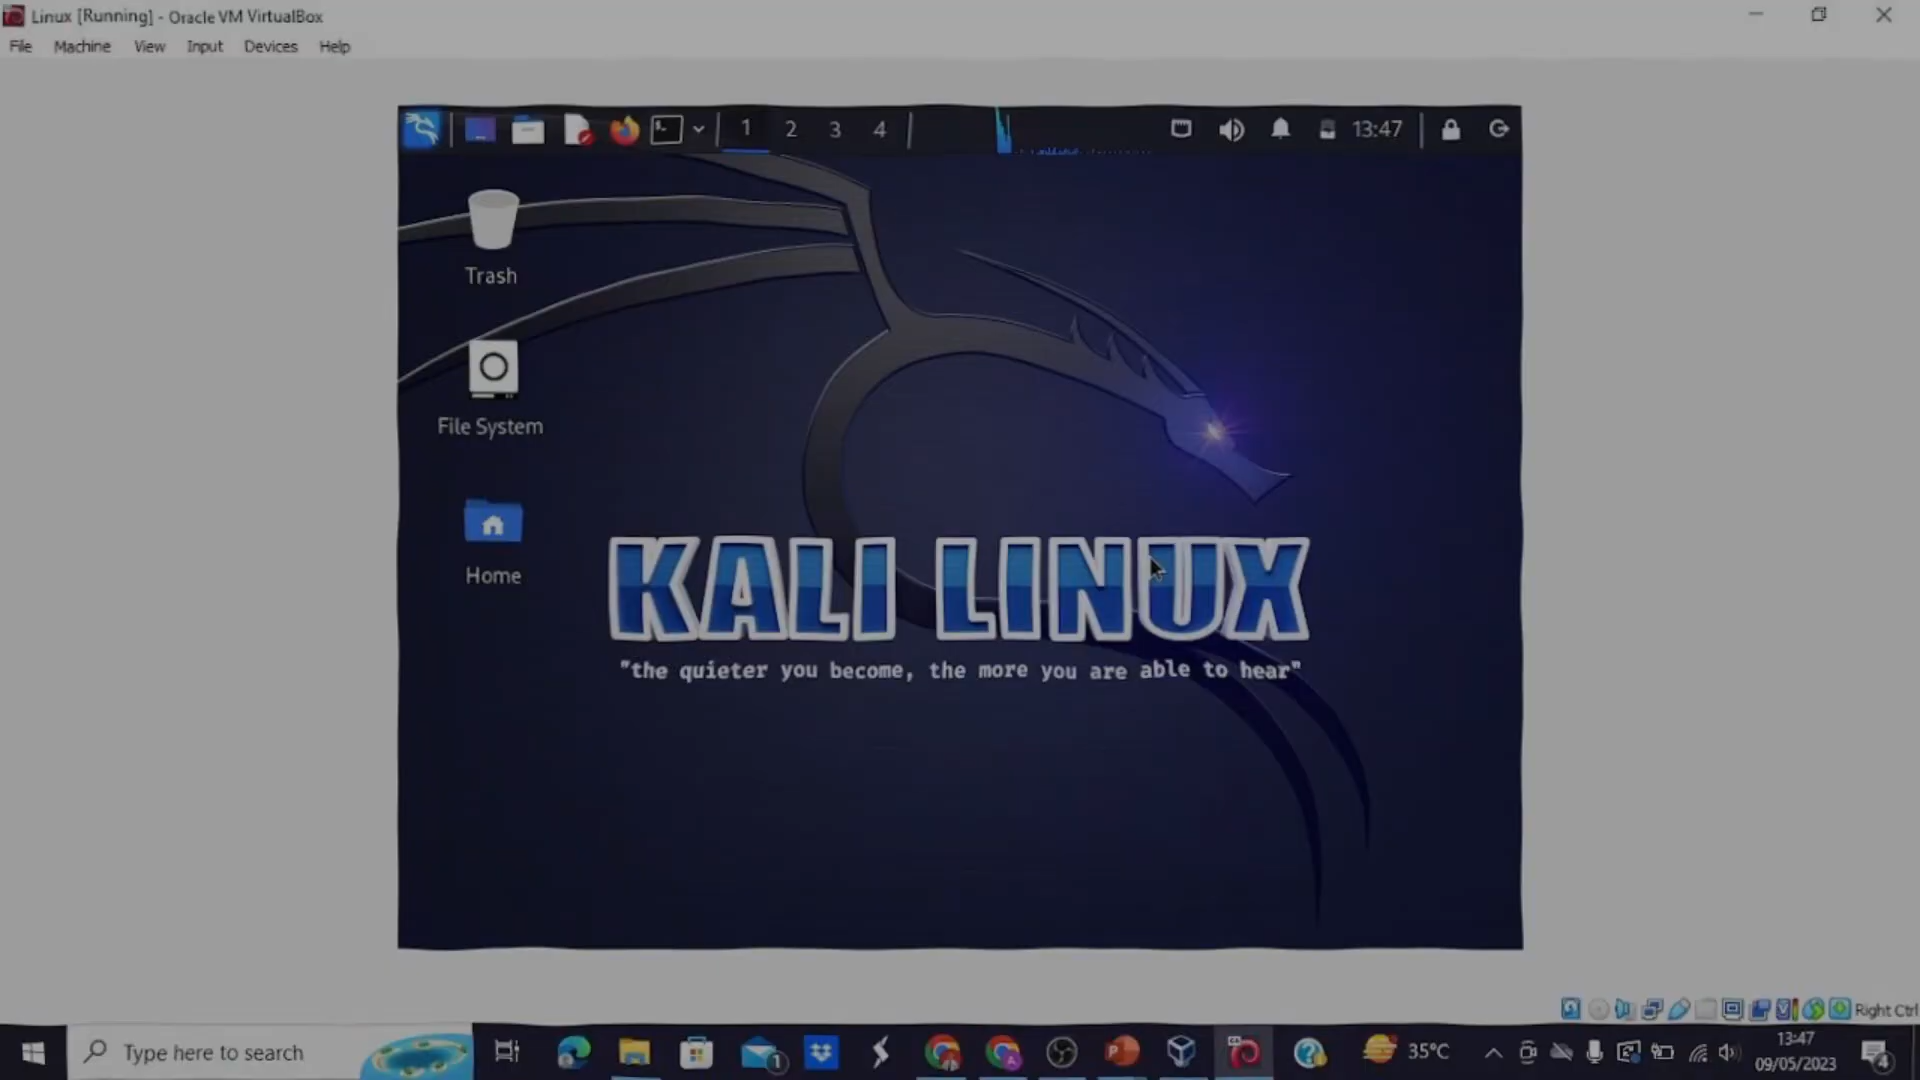 Linux [Running] - Oracle VM VirtualBox
File Machine View Input Devices Help
1 2 3 4 13:47
Trash
File System
Home
KALI LINUX
"the quieter you become, the more you are able to hear"
Right Ctrl
Type here to search
1
35°C
13:47
09/05/2023
4